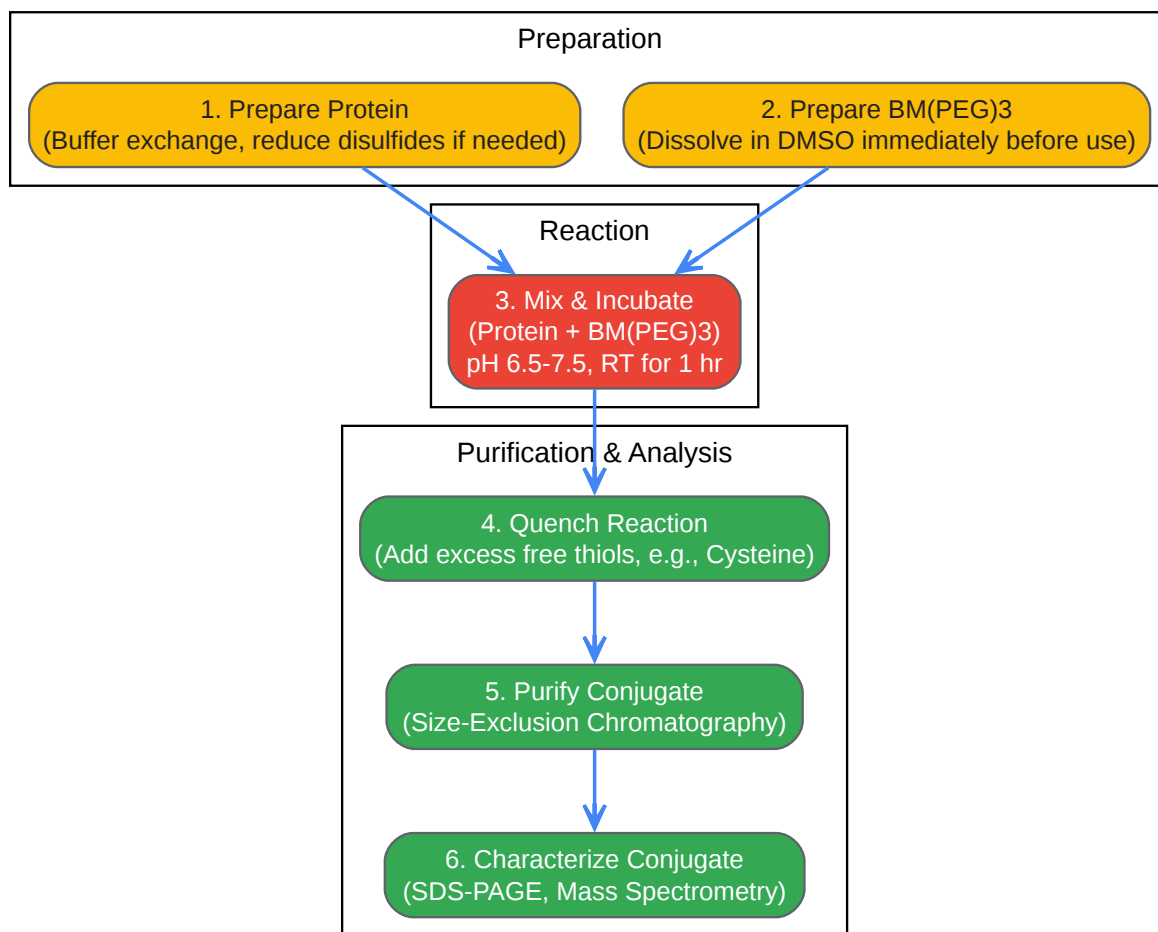 Preparation
1. Prepare Protein
(Buffer exchange, reduce disulfides if needed)
2. Prepare BM(PEG)3
(Dissolve in DMSO immediately before use)
Reaction
3. Mix & Incubate
(Protein + BM(PEG)3)
pH 6.5-7.5, RT for 1 hr
Purification & Analysis
4. Quench Reaction
(Add excess free thiols, e.g., Cysteine)
5. Purify Conjugate
(Size-Exclusion Chromatography)
6. Characterize Conjugate
(SDS-PAGE, Mass Spectrometry)